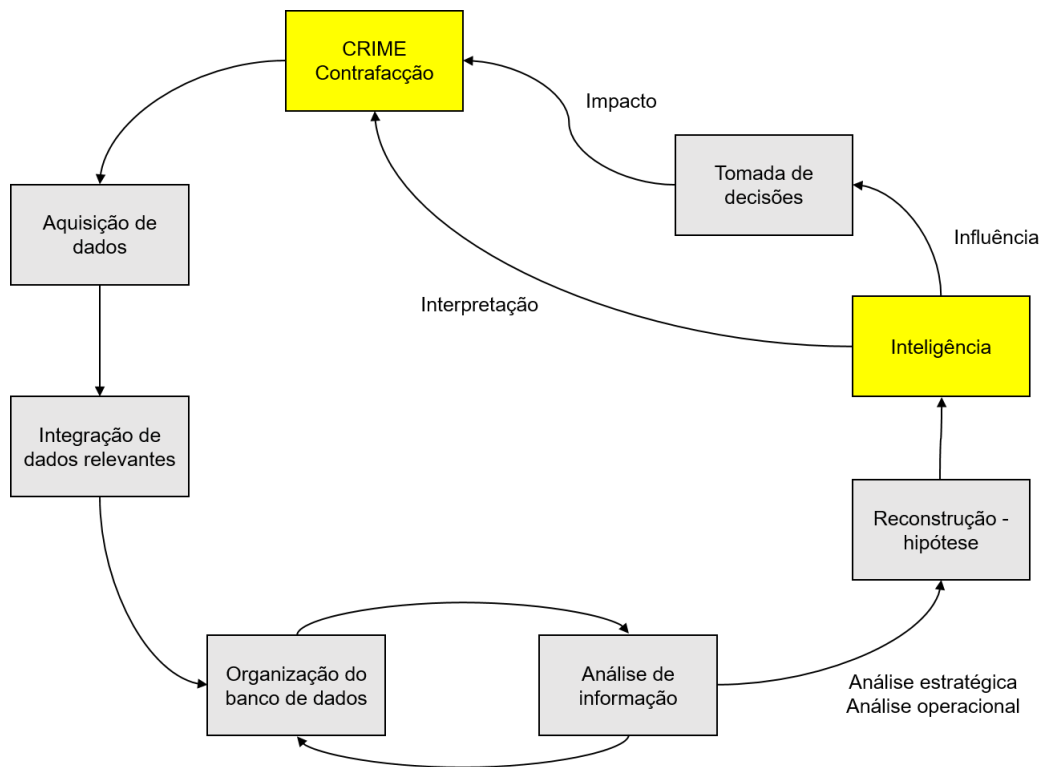 CRIME
Contrafacção
Impacto
Tomada de
decisões
Aquisição de
dados
Influência
Interpretação
Inteligência
Integração de
dados relevantes
Reconstrução -
hipótese
Organização do
banco de dados
Análise de
informação
Análise estratégica
Análise operacional